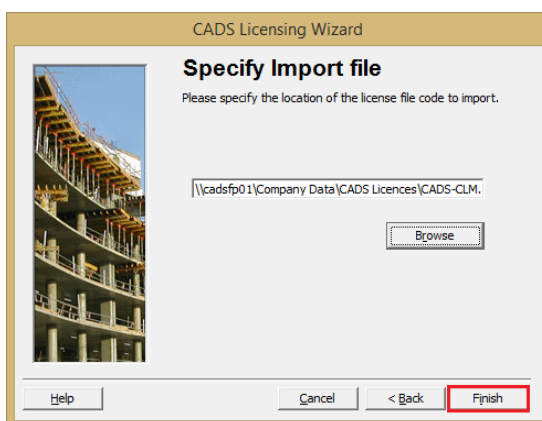 CADS Licensing Wizard
Specify Import file
Please specify the location of the license file code to import.
\\cadsfp01\Company Data\CADS Licences\CADS-CLM.
Browse
Help
Cancel
< Back
Finish